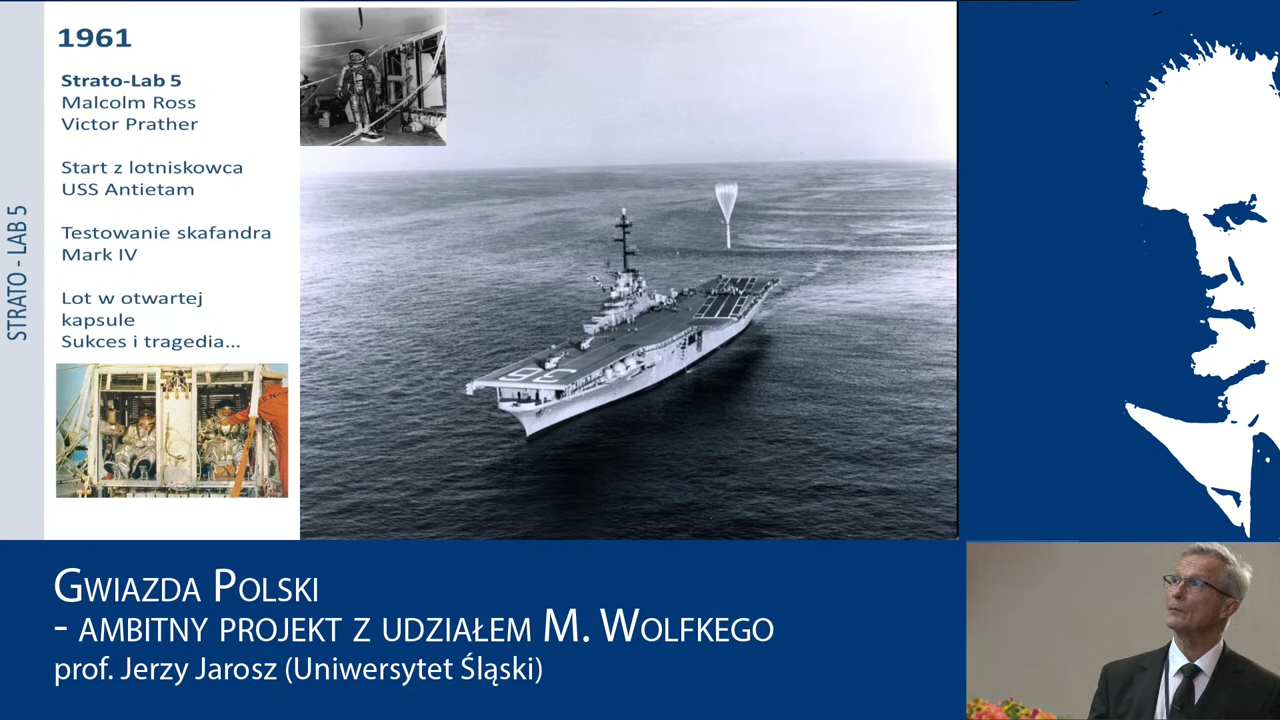 1961
Strato-Lab 5
Malcolm Ross
Victor Prather
Start z lotniskowca
USS Antietam
Testowanie skafandra
Mark IV
Lot w otwartej
kapsule
Sukces i tragedia...
STRATO - LAB 5
36
Gwiazda Polski
- ambitny projekt z udziałem M. Wolfkego
prof. Jerzy Jarosz (Uniwersytet Śląski)